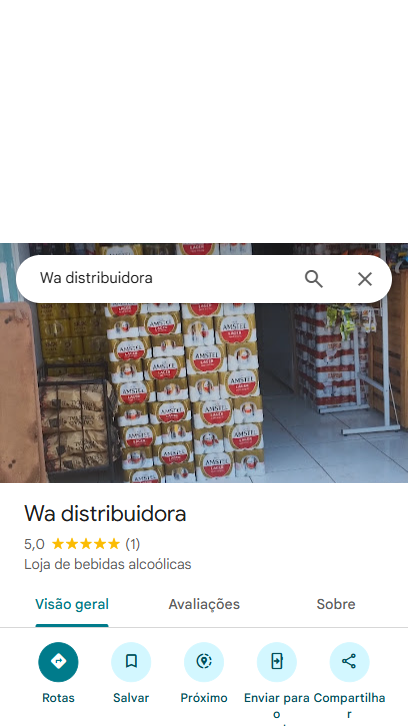 Wa distribuidora
AMSTEL
LAGER
Wa distribuidora
5,0 ★★★★★ (1)
Loja de bebidas alcoólicas
Visão geral Avaliações Sobre
Rotas Salvar Próximo Enviar para o Compartilhar